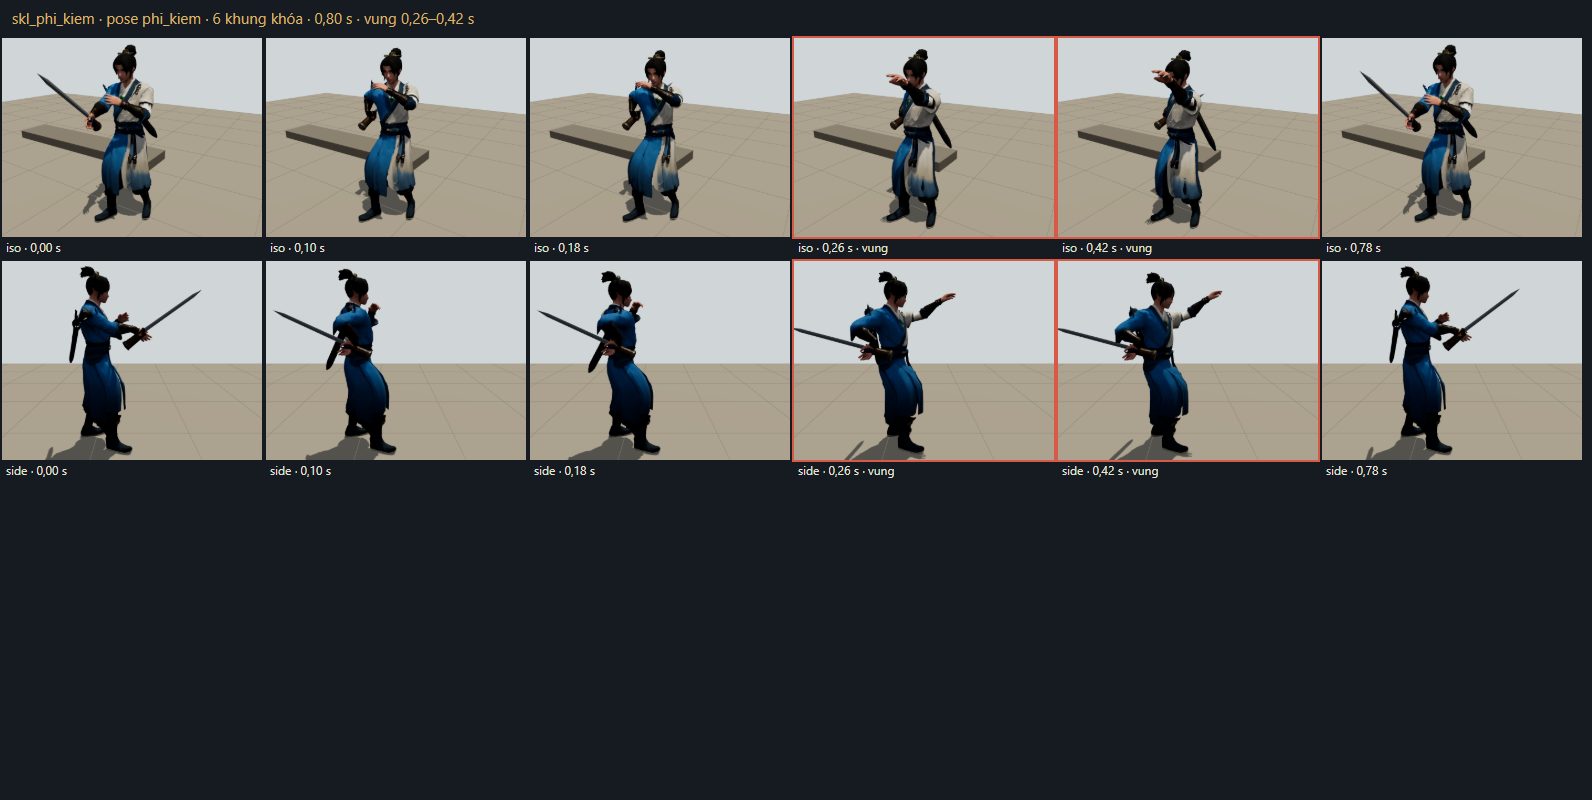 skl_phi_kiem · pose phi_kiem · 6 khung khóa · 0,80 s · vung 0,26–0,42 s
iso · 0,00 s
iso · 0,10 s
iso · 0,18 s
iso · 0,26 s · vung
iso · 0,42 s · vung
iso · 0,78 s
side · 0,00 s
side · 0,10 s
side · 0,18 s
side · 0,26 s · vung
side · 0,42 s · vung
side · 0,78 s